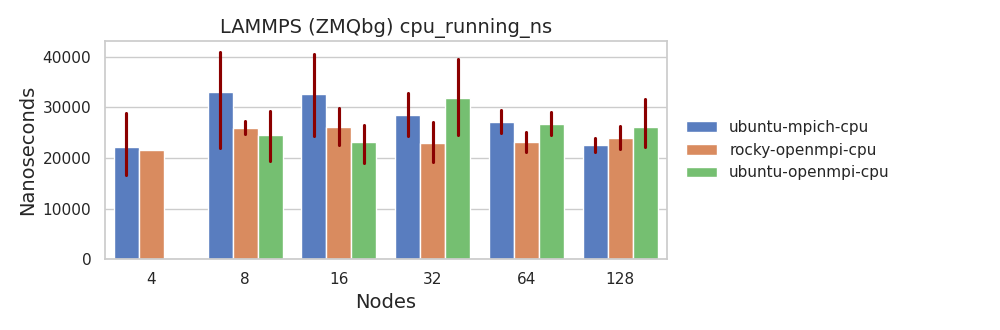 LAMMPS (ZMQbg) cpu_running_ns
Nanoseconds
40000
30000
20000
10000
0
4
8
16
32
64
128
Nodes
ubuntu-mpich-cpu
rocky-openmpi-cpu
ubuntu-openmpi-cpu